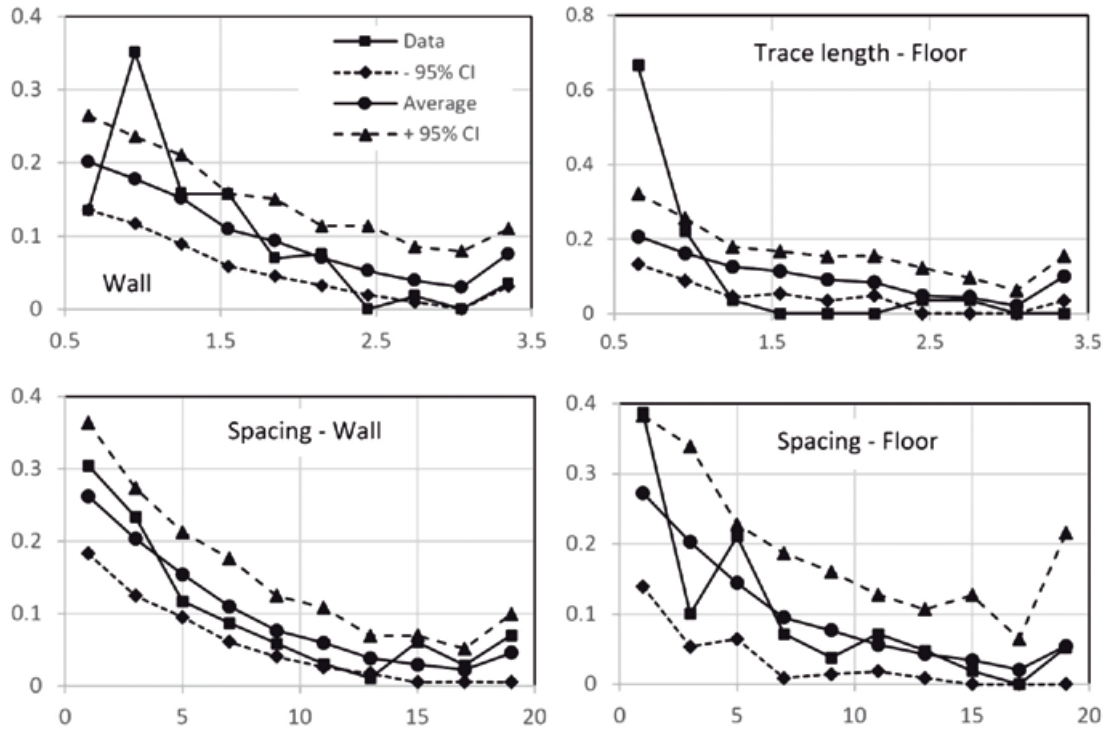 0.4
0.3
0.2
0.1
0
0.5 1.5 2.5 3.5
Data
- 95% CI
Average
+ 95% CI
Wall
0.8
0.6
0.4
0.2
0
0.5 1.5 2.5 3.5
Trace length - Floor
0.4
0.3
0.2
0.1
0
0 5 10 15 20
Spacing - Wall
0.4
0.3
0.2
0.1
0
0 5 10 15 20
Spacing - Floor